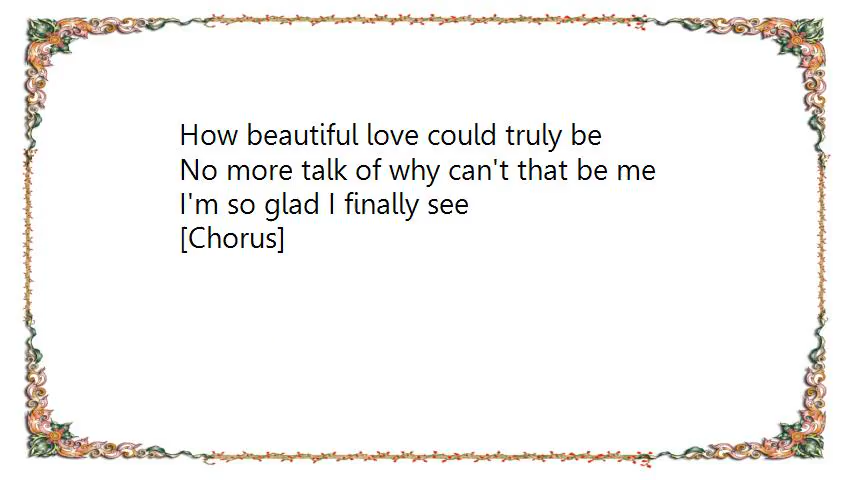 How beautiful love could truly be
No more talk of why can't that be me
I'm so glad I finally see
[Chorus]